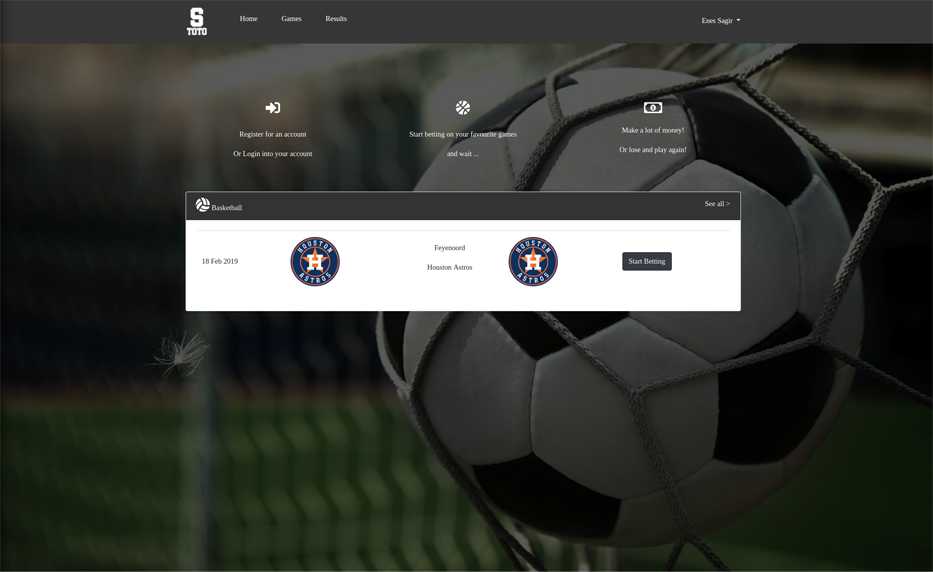 S
TOTO
Home Games Results Enes Sagir
Register for an account
Or Login into your account
Start betting on your favourite games
and wait ...
Make a lot of money!
Or lose and play again!
Basketball See all >
18 Feb 2019
HOUSTON
H
ASTROS
Feyenoord
Houston Astros
HOUSTON
H
ASTROS
Start Betting